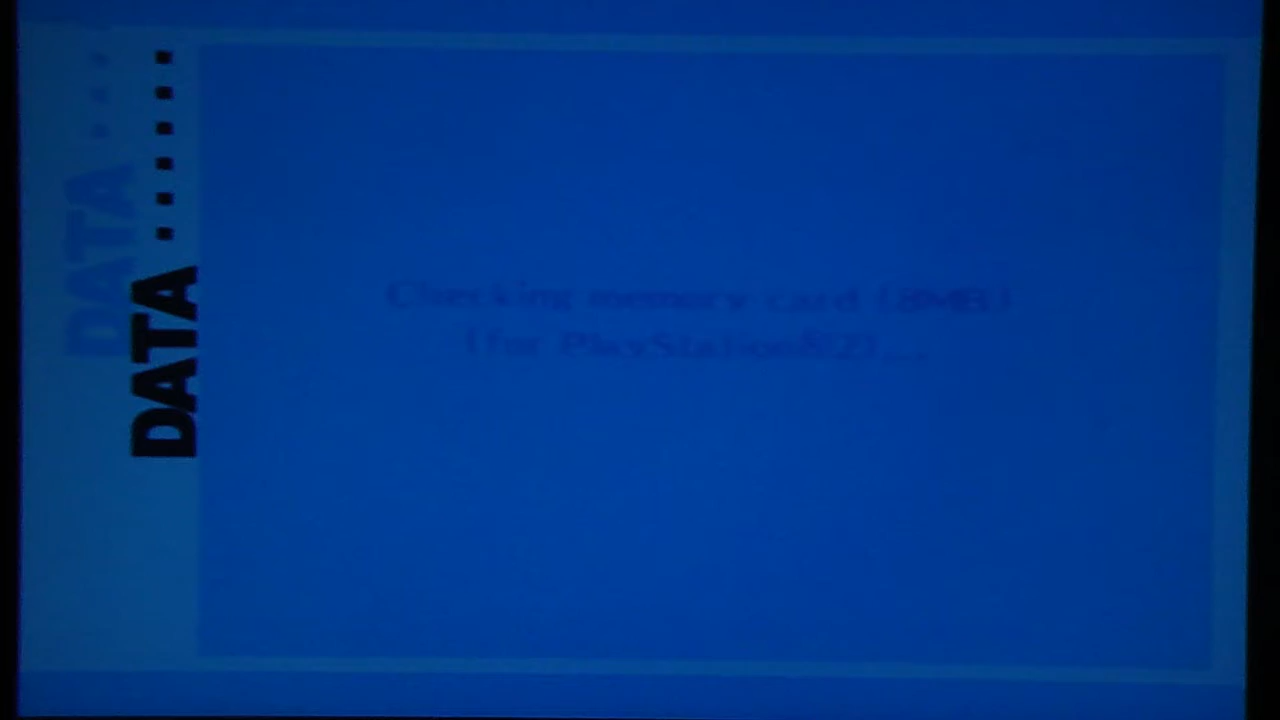 DATA ......
DATA ...
Checking memory card (8MB)
(for PlayStation®2)...